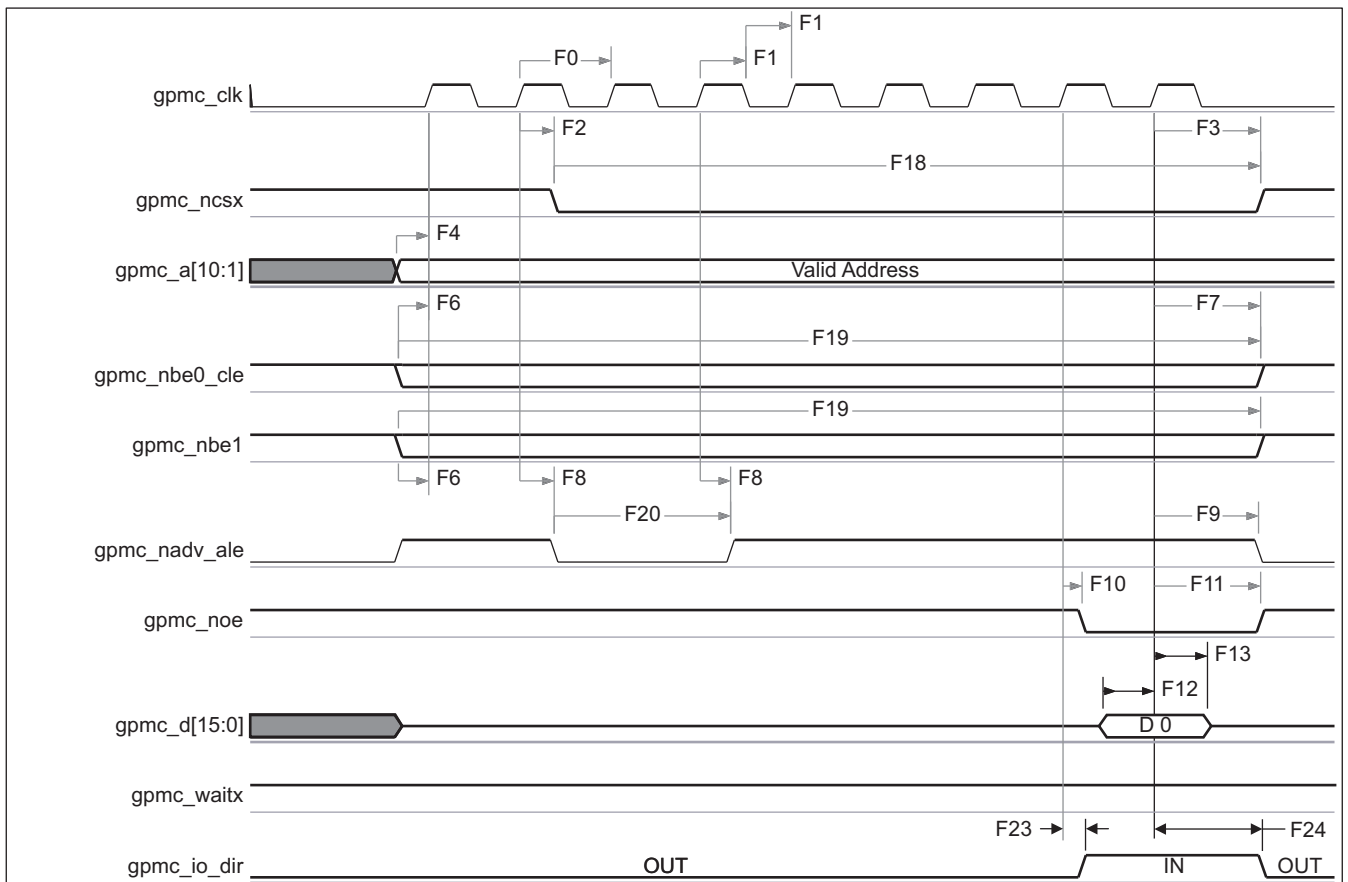 F1
F0
F1
gpmc_clk
F2
F3
F18
gpmc_ncsx
F4
gpmc_a[10:1]
Valid Address
F6
F7
F19
gpmc_nbe0_cle
F19
gpmc_nbe1
F6
F8
F8
F20
F9
gpmc_nadv_ale
F10
F11
gpmc_noe
F13
F12
gpmc_d[15:0]
D 0
gpmc_waitx
F23
F24
gpmc_io_dir
OUT
IN
OUT